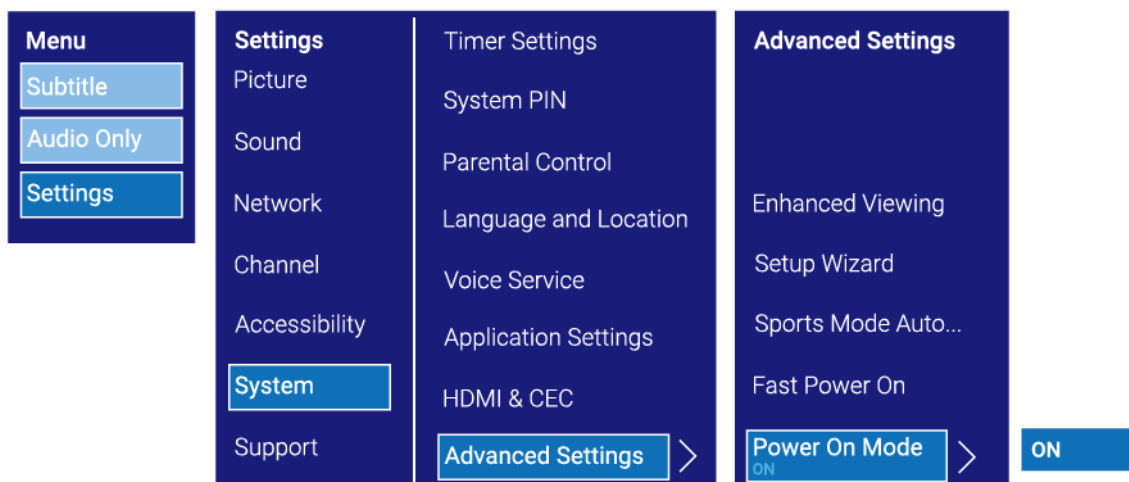 Menu
Subtitle
Audio Only
Settings
Settings
Picture
Sound
Network
Channel
Accessibility
System
Support
Timer Settings
System PIN
Parental Control
Language and Location
Voice Service
Application Settings
HDMI & CEC
Advanced Settings
Advanced Settings
Enhanced Viewing
Setup Wizard
Sports Mode Auto...
Fast Power On
Power On Mode
ON
ON